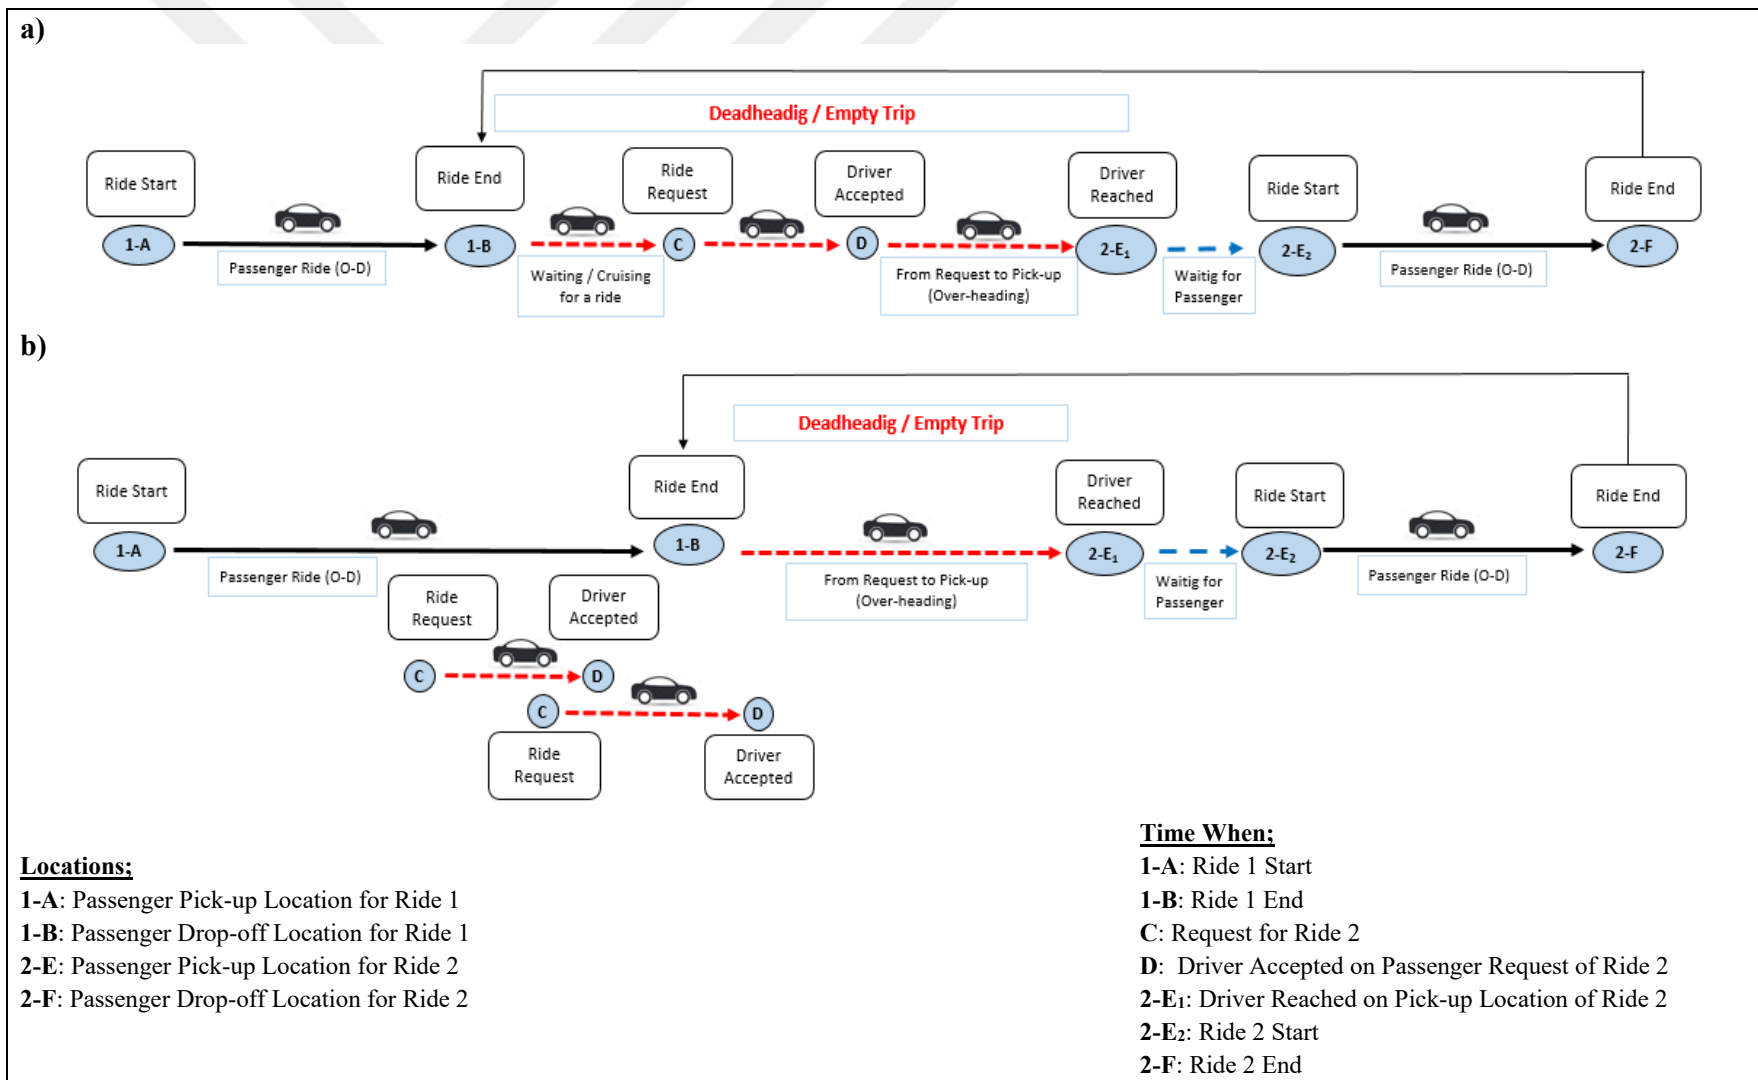 a)
Deadheadig / Empty Trip
Ride Start
Ride End
Ride
Request
Driver
Accepted
Driver
Reached
Ride Start
Ride End
1-A
1-B
C
D
2-E₁
2-E₂
2-F
Passenger Ride (O-D)
Waiting / Cruising
for a ride
From Request to Pick-up
(Over-heading)
Waitig for
Passenger
Passenger Ride (O-D)
b)
Deadheadig / Empty Trip
Ride Start
Ride End
Driver
Reached
Ride Start
Ride End
1-A
1-B
2-E₁
2-E₂
2-F
Passenger Ride (O-D)
From Request to Pick-up
(Over-heading)
Waitig for
Passenger
Passenger Ride (O-D)
Ride
Request
Driver
Accepted
C
D
C
D
Ride
Request
Driver
Accepted
Locations;
1-A: Passenger Pick-up Location for Ride 1
1-B: Passenger Drop-off Location for Ride 1
2-E: Passenger Pick-up Location for Ride 2
2-F: Passenger Drop-off Location for Ride 2
Time When;
1-A: Ride 1 Start
1-B: Ride 1 End
C: Request for Ride 2
D: Driver Accepted on Passenger Request of Ride 2
2-E₁: Driver Reached on Pick-up Location of Ride 2
2-E₂: Ride 2 Start
2-F: Ride 2 End